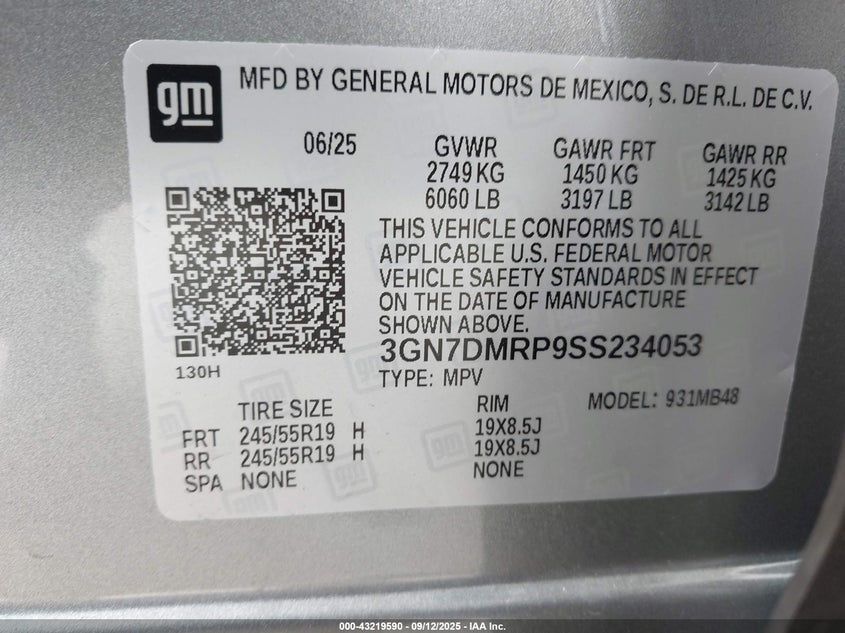 gm
MFD BY GENERAL MOTORS DE MEXICO, S. DE R.L. DE C.V.
06/25 GVWR GAWR FRT GAWR RR
2749 KG 1450 KG 1425 KG
6060 LB 3197 LB 3142 LB
THIS VEHICLE CONFORMS TO ALL
APPLICABLE U.S. FEDERAL MOTOR
VEHICLE SAFETY STANDARDS IN EFFECT
ON THE DATE OF MANUFACTURE
SHOWN ABOVE.
3GN7DMRP9SS234053
130H
TYPE: MPV
TIRE SIZE RIM MODEL: 931MB48
FRT 245/55R19 H 19X8.5J
RR 245/55R19 H 19X8.5J
SPA NONE NONE
000-43219590 - 09/12/2025 - IAA Inc.